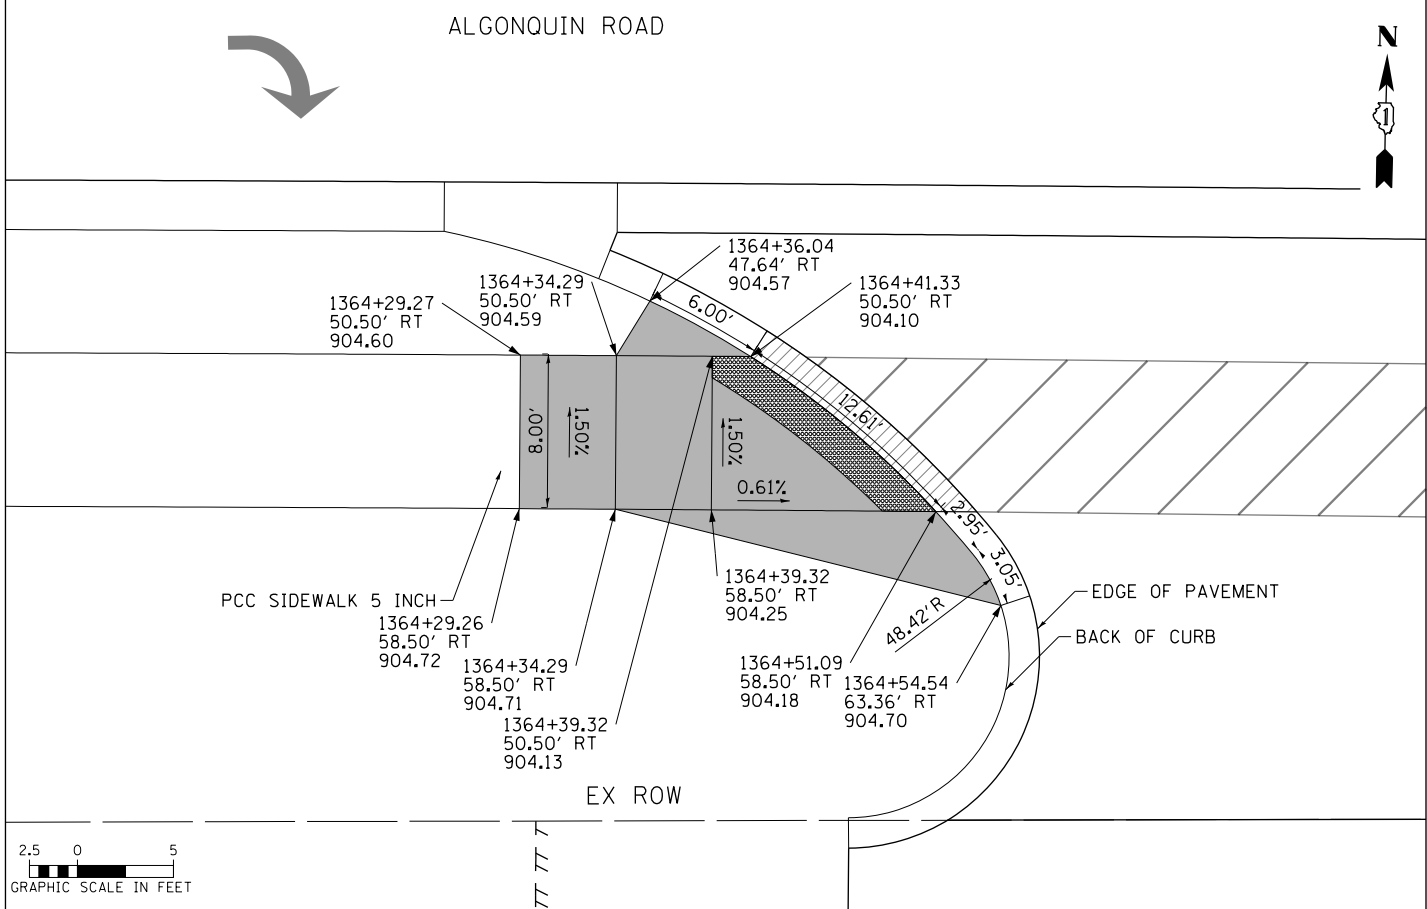 ALGONQUIN ROAD
N
1
1364+36.04
47.64' RT
904.57
1364+34.29
50.50' RT
904.59
1364+41.33
50.50' RT
904.10
1364+29.27
50.50' RT
904.60
6.00'
12.61'
8.00'
1.50%
1.50%
0.61%
2.95'
3.05'
48.42' R
1364+39.32
58.50' RT
904.25
EDGE OF PAVEMENT
BACK OF CURB
PCC SIDEWALK 5 INCH
1364+29.26
58.50' RT
904.72
1364+34.29
58.50' RT
904.71
1364+51.09
58.50' RT
904.18
1364+54.54
63.36' RT
904.70
1364+39.32
50.50' RT
904.13
EX ROW
2.5 0 5
GRAPHIC SCALE IN FEET